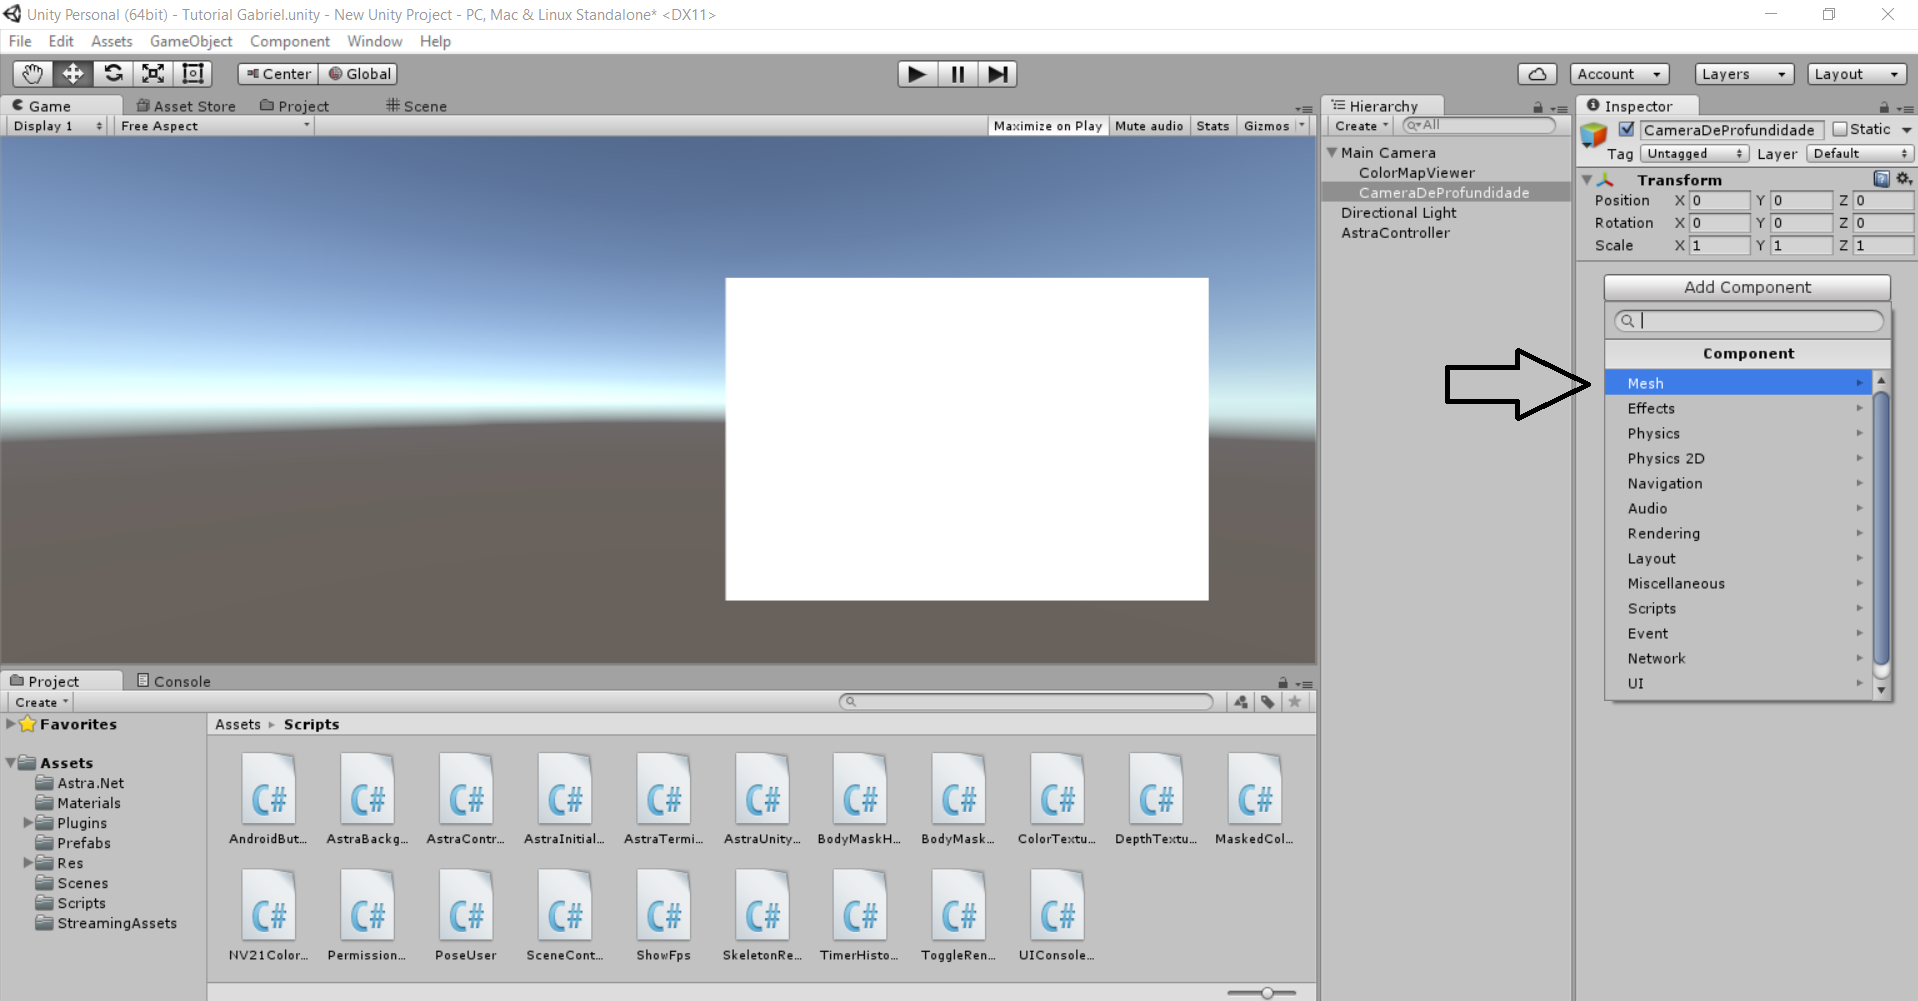 Unity Personal (64bit) - Tutorial Gabriel.unity - New Unity Project - PC, Mac & Linux Standalone* <DX11>
File Edit Assets GameObject Component Window Help
Center Global
Account Layers Layout
Game Asset Store Project Scene
Display 1 Free Aspect Maximize on Play Mute audio Stats Gizmos
Hierarchy
Create All
Main Camera
ColorMapViewer
CameraDeProfundidade
Directional Light
AstraController
Inspector
CameraDeProfundidade Static
Tag Untagged Layer Default
Transform
Position X 0 Y 0 Z 0
Rotation X 0 Y 0 Z 0
Scale X 1 Y 1 Z 1
Add Component
Component
Mesh
Effects
Physics
Physics 2D
Navigation
Audio
Rendering
Layout
Miscellaneous
Scripts
Event
Network
UI
Project Console
Create
Favorites
Assets
Astra.Net
Materials
Plugins
Prefabs
Res
Scenes
Scripts
StreamingAssets
Assets Scripts
C# C# C# C# C# C# C# C# C# C# C#
AndroidBut... AstraBackg... AstraContr... AstraInitial... AstraTermi... AstraUnity... BodyMaskH... BodyMask... ColorTextu... DepthTextu... MaskedCol...
C# C# C# C# C# C# C# C# C#
NV21Color... Permission... PoseUser SceneCont... ShowFps SkeletonRe... TimerHisto... ToggleRen... UIConsole...